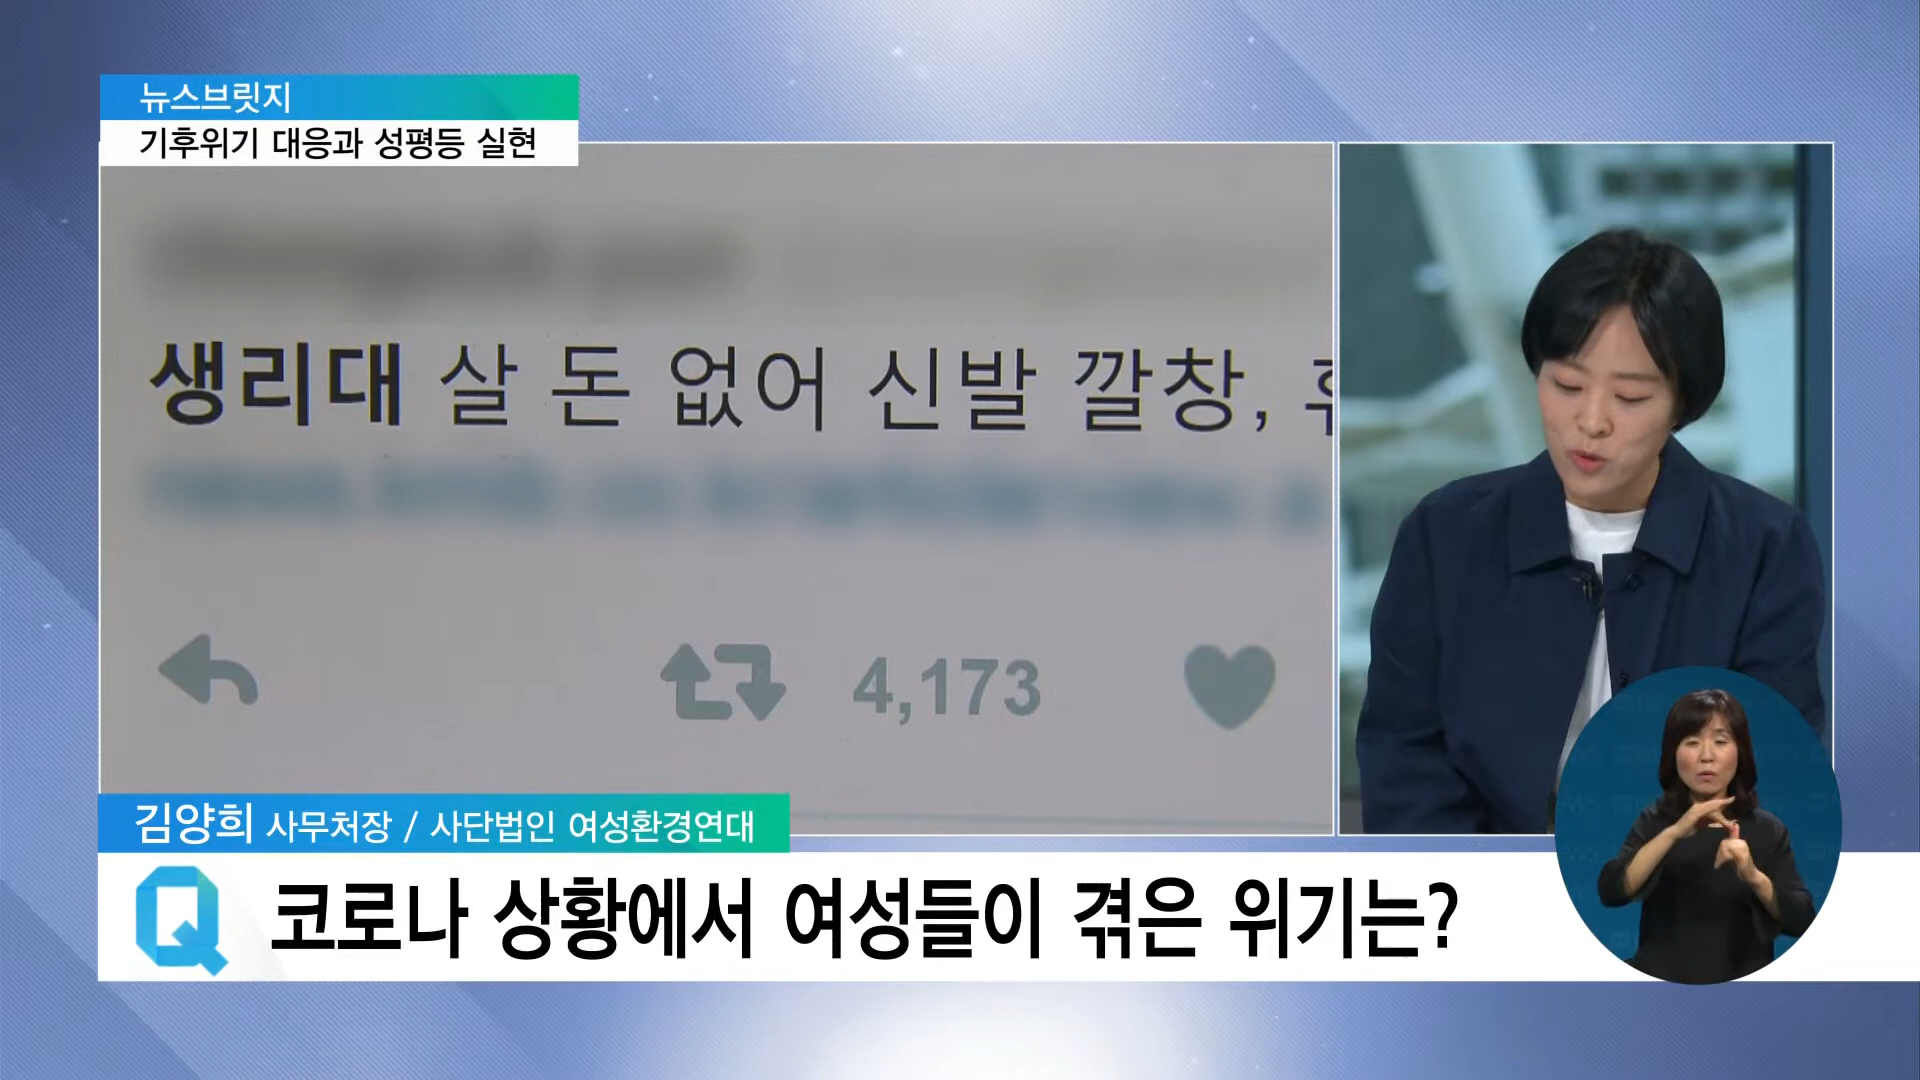 뉴스브릿지
기후위기 대응과 성평등 실현
생리대 살 돈 없어 신발 깔창,
4,173
김양희 사무처장 / 사단법인 여성환경연대
Q 코로나 상황에서 여성들이 겪은 위기는?